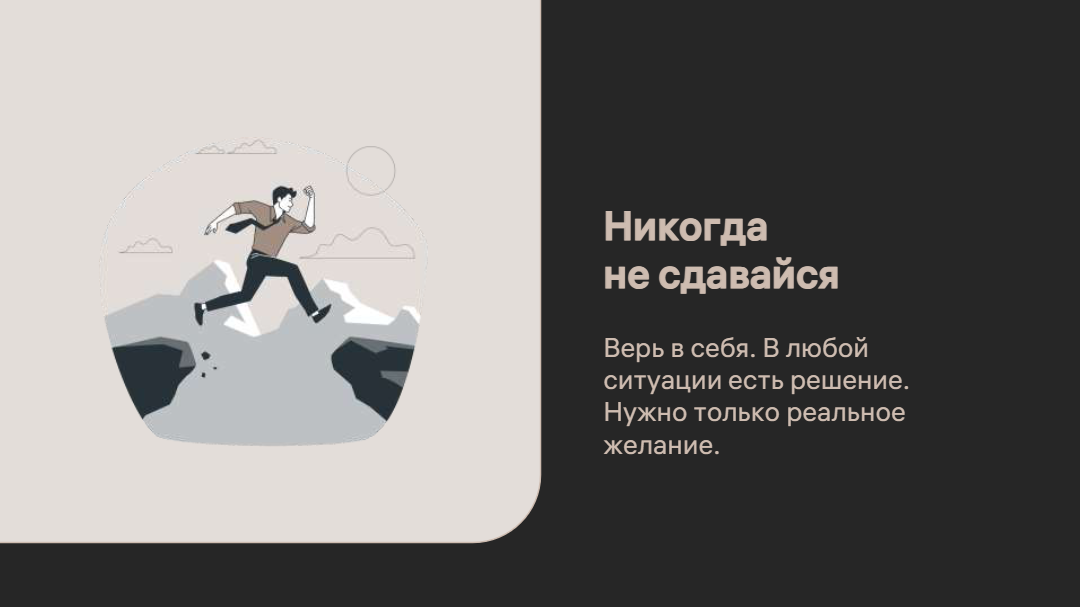 Никогда
не сдавайся
Верь в себя. В любой
ситуации есть решение.
Нужно только реальное
желание.